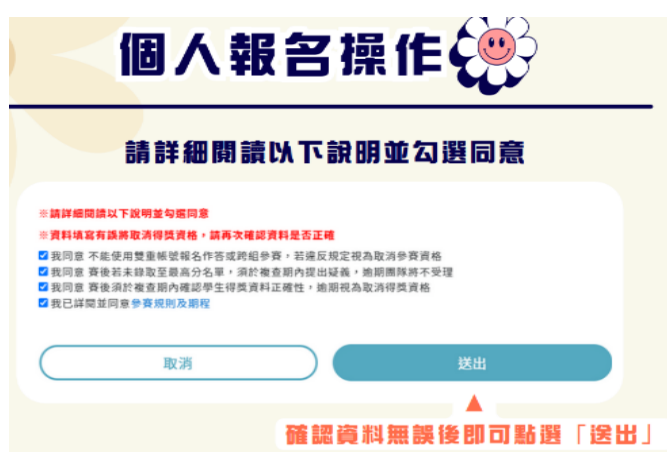 個人報名操作
請詳細閱讀以下說明並勾選同意
※請詳細閱讀以下說明並勾選同意
※資料填寫有誤將取消得獎資格，請再次確認資料是否正確
我同意 不能使用雙重帳號報名作答或跨組參賽，若違反規定視為取消參賽資格
我同意 賽後若未錄取至最高分名單，須於複查期內提出疑義，逾期團隊將不受理
我同意 賽後須於複查期內確認學生得獎資料正確性，逾期視為取消得獎資格
我已詳閱並同意參賽規則及期程
取消
送出
確認資料無誤後即可點選「送出」